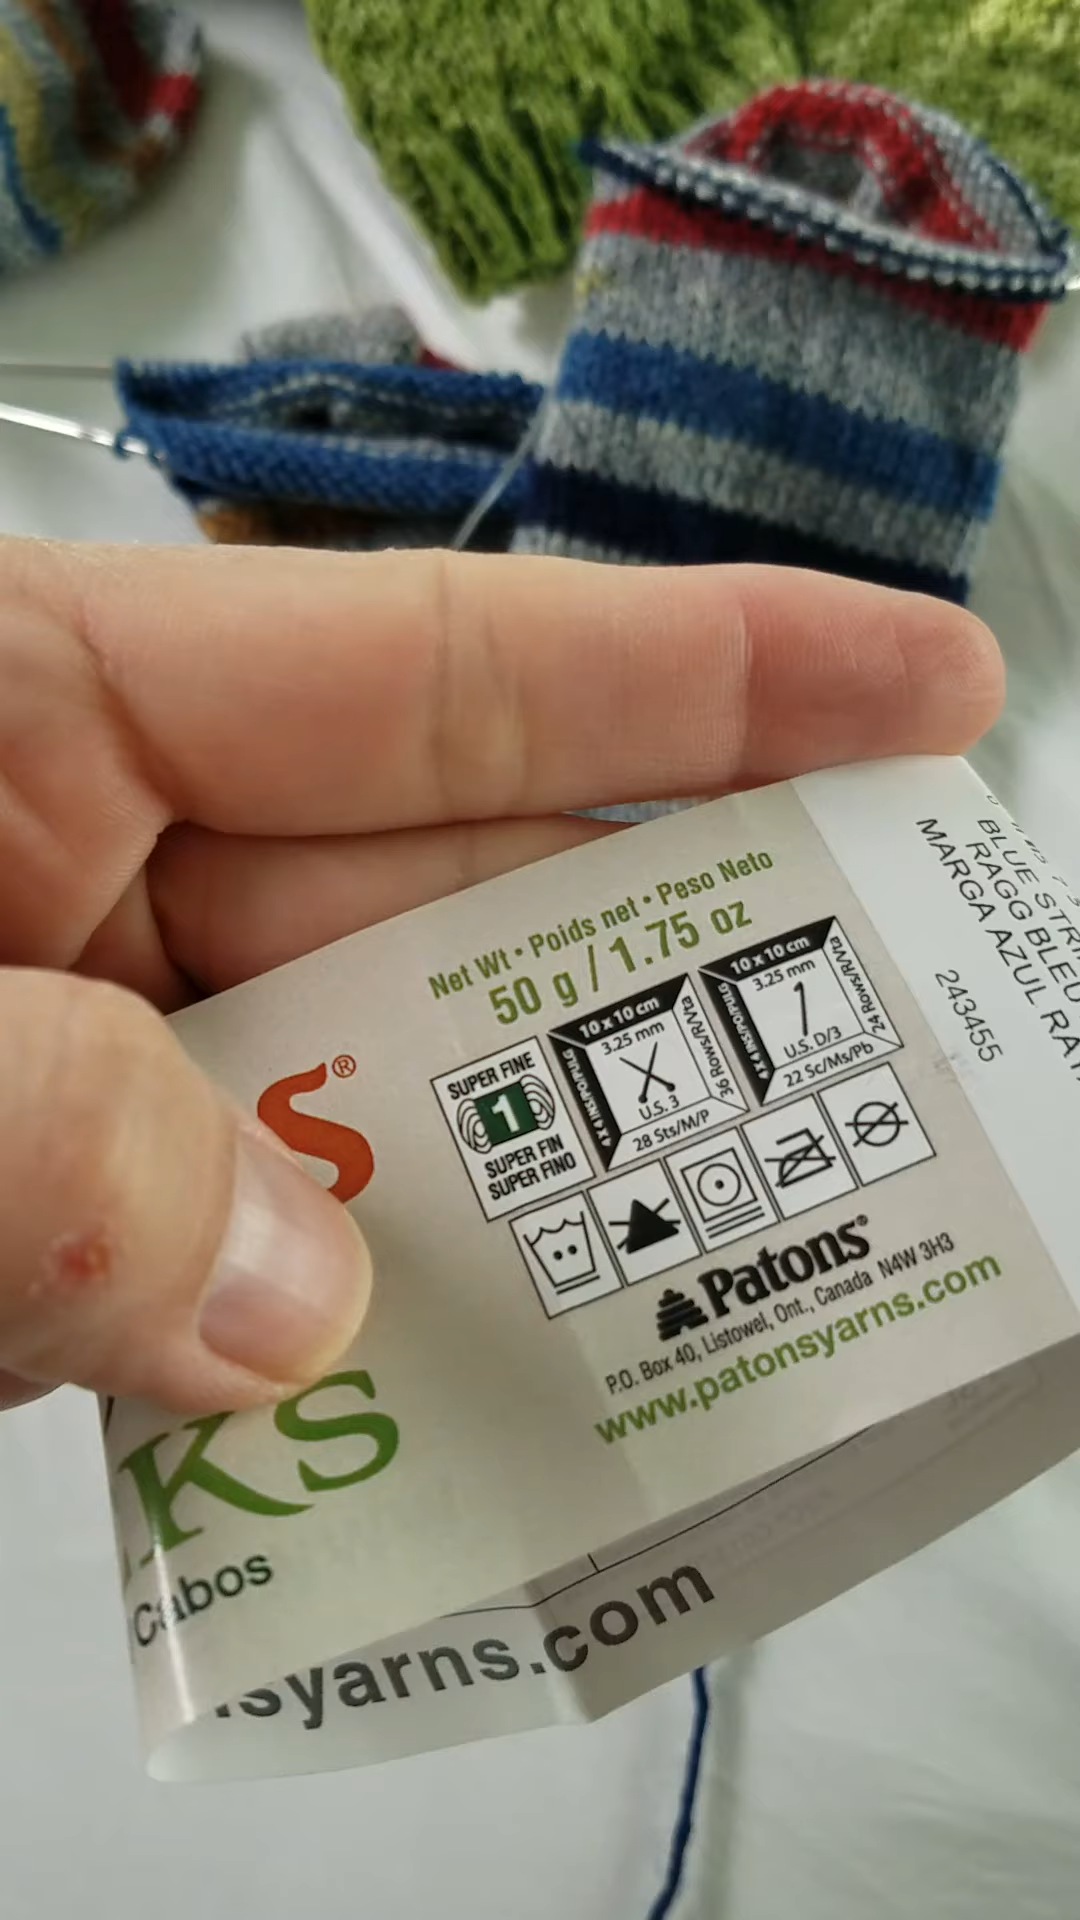 Net Wt • Poids net • Peso Neto
50 g / 1.75 oz
SUPER FINE
1
SUPER FIN
SUPER FINO
10 x 10 cm
4 X 4 INS/PO/PULG
3.25 mm
U.S. 3
36 Rows/R/Vta
28 Sts/M/P
10 x 10 cm
4 X 4 INS/PO/PULG
3.25 mm
U.S. D/3
24 Rows/R/Vta
22 Sc/Ms/Pb
Patons®
P.O. Box 40, Listowel, Ont., Canada N4W 3H3
www.patonsyarns.com
S®
KS
Cabos
syarns.com
BLUE STRI
RAGG BLEU
MARGA AZUL RA
243455